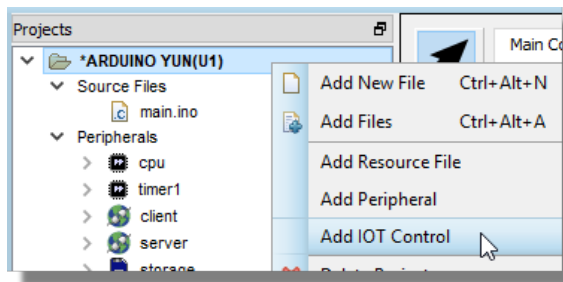 Projects
Main Co
*ARDUINO YUN(U1)
Source Files
main.ino
Peripherals
cpu
timer1
client
server
storage
Add New File Ctrl+Alt+N
Add Files Ctrl+Alt+A
Add Resource File
Add Peripheral
Add IOT Control